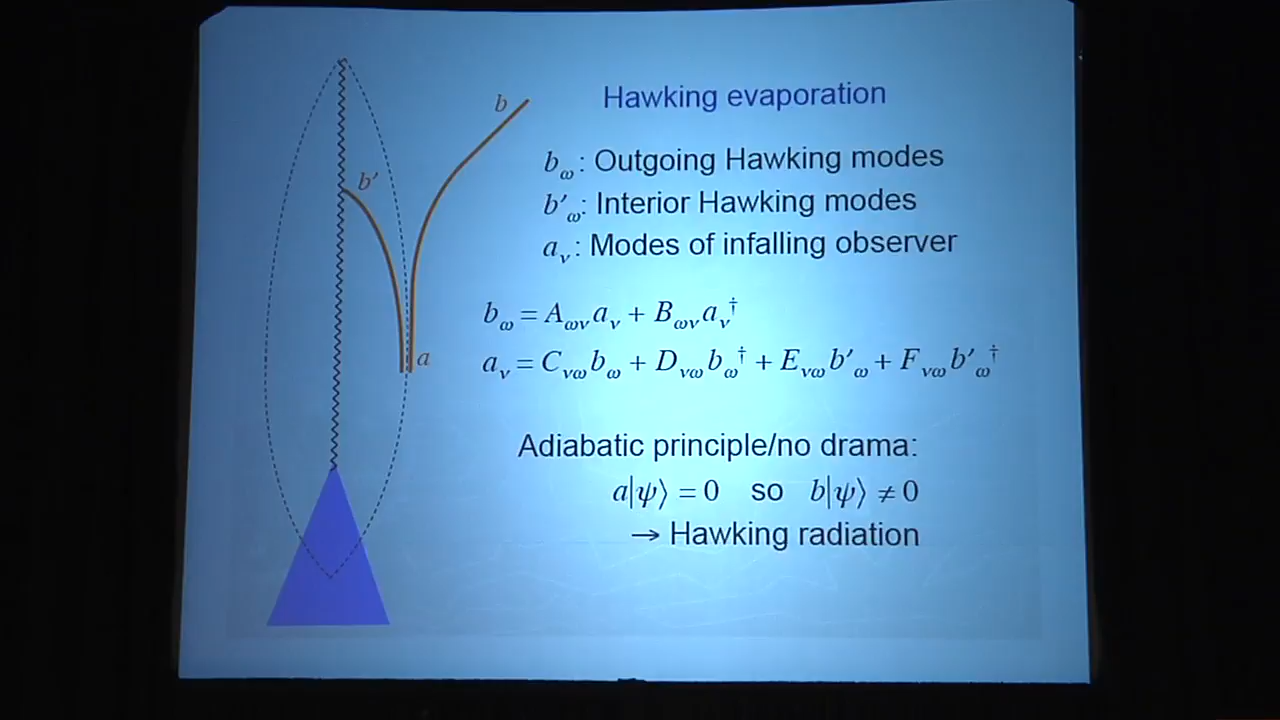 Hawking evaporation
b
b_ω: Outgoing Hawking modes
b′
b′_ω: Interior Hawking modes
a_ν: Modes of infalling observer
b_ω = A_ων a_ν + B_ων a_ν†
a
a_ν = C_νω b_ω + D_νω b_ω† + E_νω b′_ω + F_νω b′_ω†
Adiabatic principle/no drama:
a|ψ⟩ = 0 so b|ψ⟩ ≠ 0
→ Hawking radiation